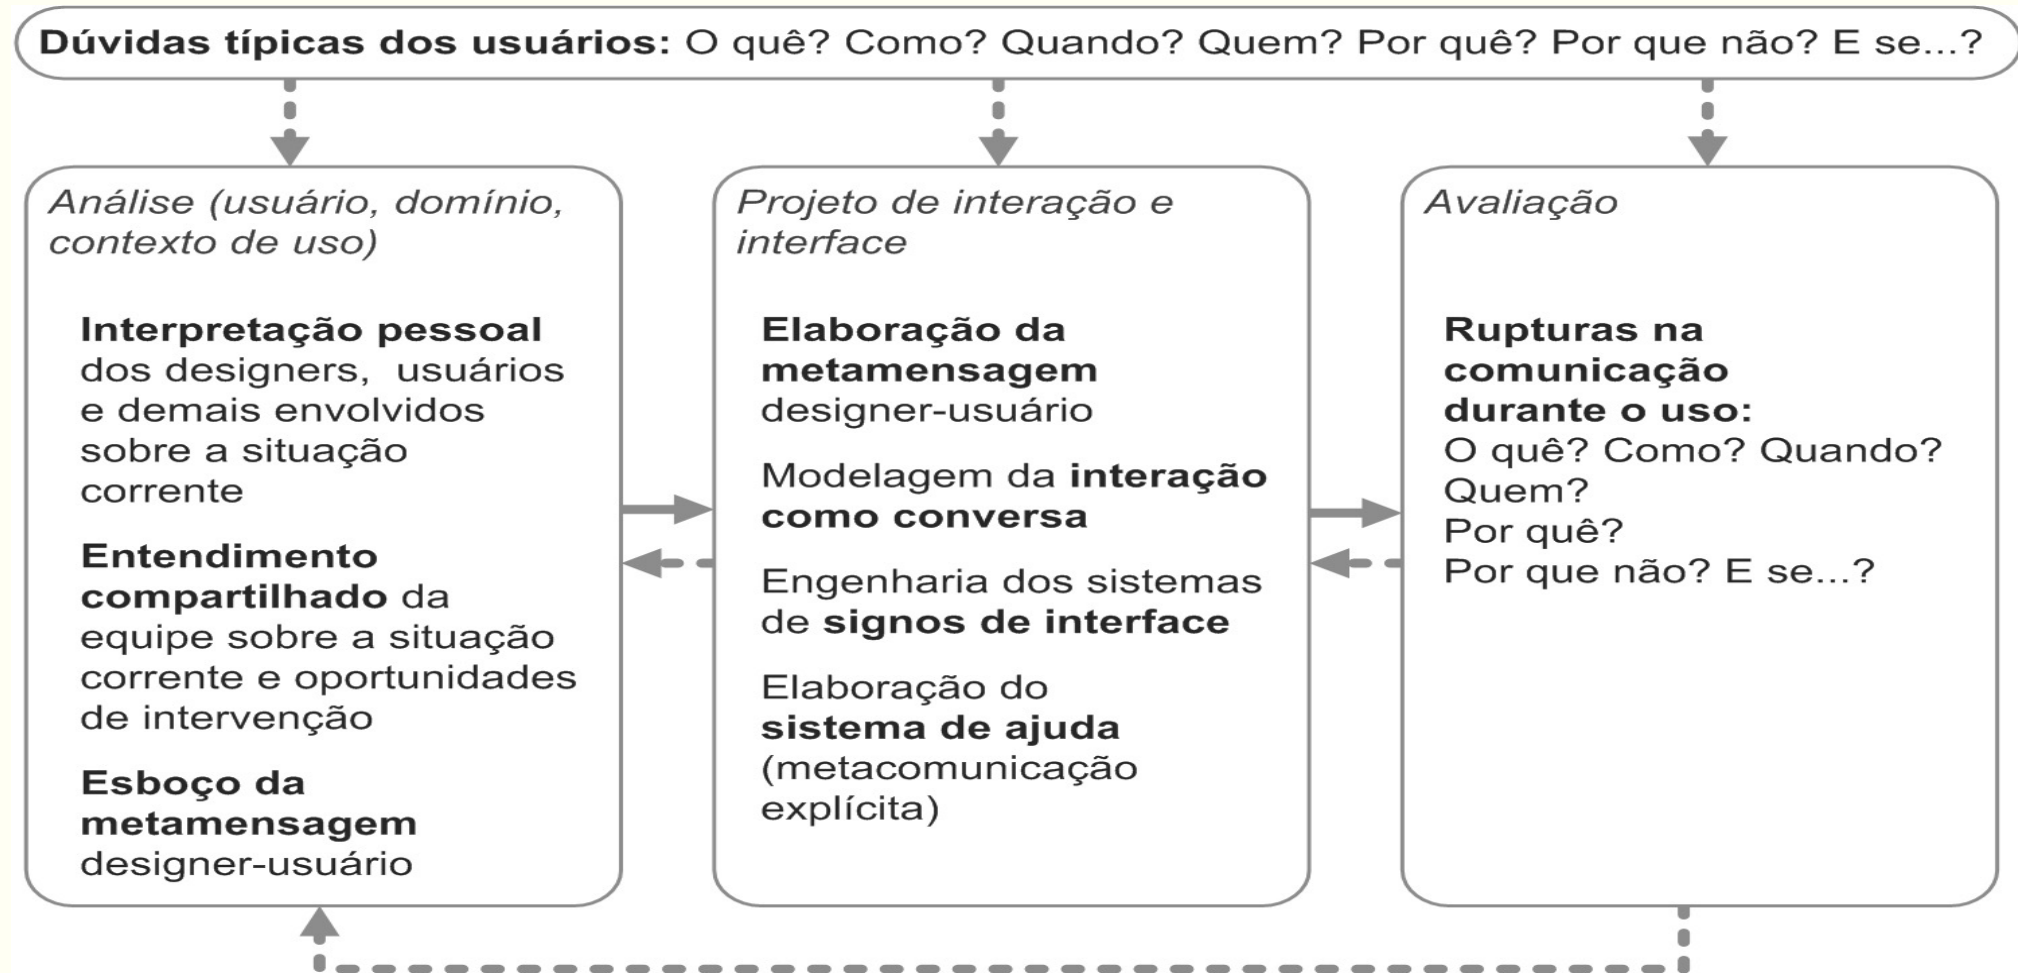 Dúvidas típicas dos usuários: O quê? Como? Quando? Quem? Por quê? Por que não? E se...?
Análise (usuário, domínio,
contexto de uso)
Interpretação pessoal
dos designers, usuários
e demais envolvidos
sobre a situação
corrente
Entendimento
compartilhado da
equipe sobre a situação
corrente e oportunidades
de intervenção
Esboço da
metamensagem
designer-usuário
Projeto de interação e
interface
Elaboração da
metamensagem
designer-usuário
Modelagem da interação
como conversa
Engenharia dos sistemas
de signos de interface
Elaboração do
sistema de ajuda
(metacomunicação
explícita)
Avaliação
Rupturas na
comunicação
durante o uso:
O quê? Como? Quando?
Quem?
Por quê?
Por que não? E se...?